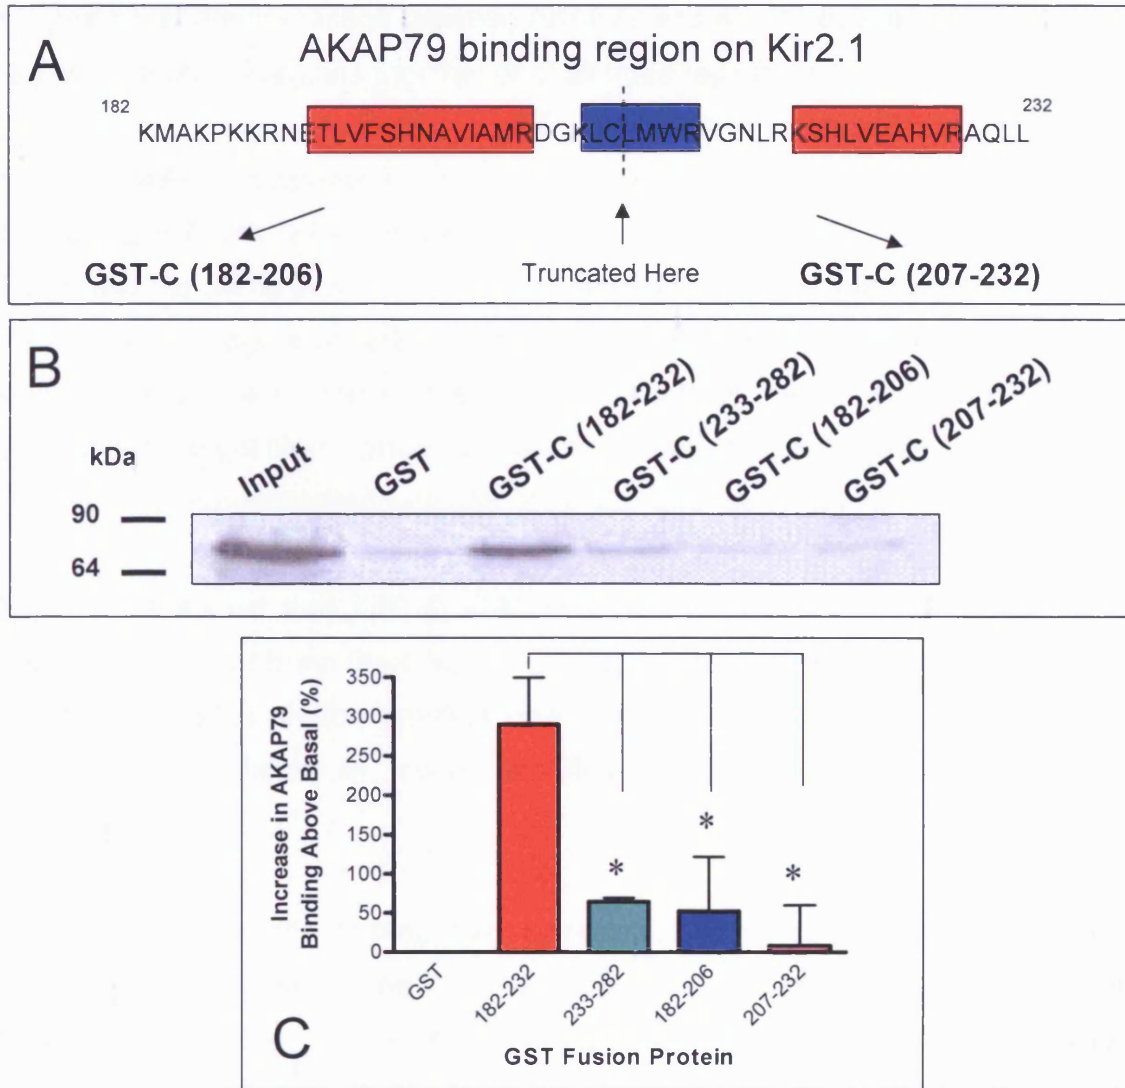 A
AKAP79 binding region on Kir2.1
182
232
KMAKPKKRNETLVFSHNAVIAMRDGKLCLMWRVGNLRKSHLVEAHVRAQLL
GST-C (182-206)
Truncated Here
GST-C (207-232)
B
kDa
Input
GST
GST-C (182-232)
GST-C (233-282)
GST-C (182-206)
GST-C (207-232)
90
64
Increase in AKAP79
Binding Above Basal (%)
350
300
250
200
150
100
50
0
*
*
*
GST
182-232
233-282
182-206
207-232
C
GST Fusion Protein